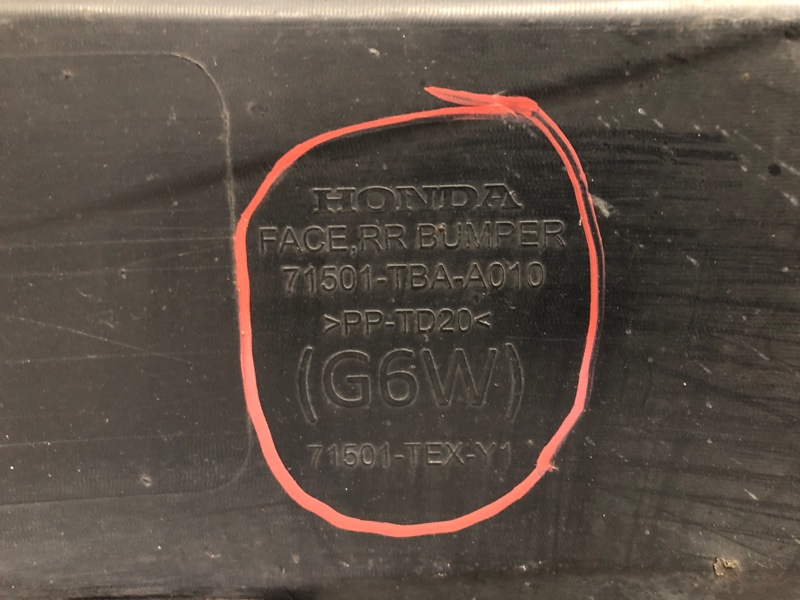 HONDA
FACE,RR BUMPER
71501-TBA-A010
>PP-TD20<
(G6W)
71501-TEX-Y1